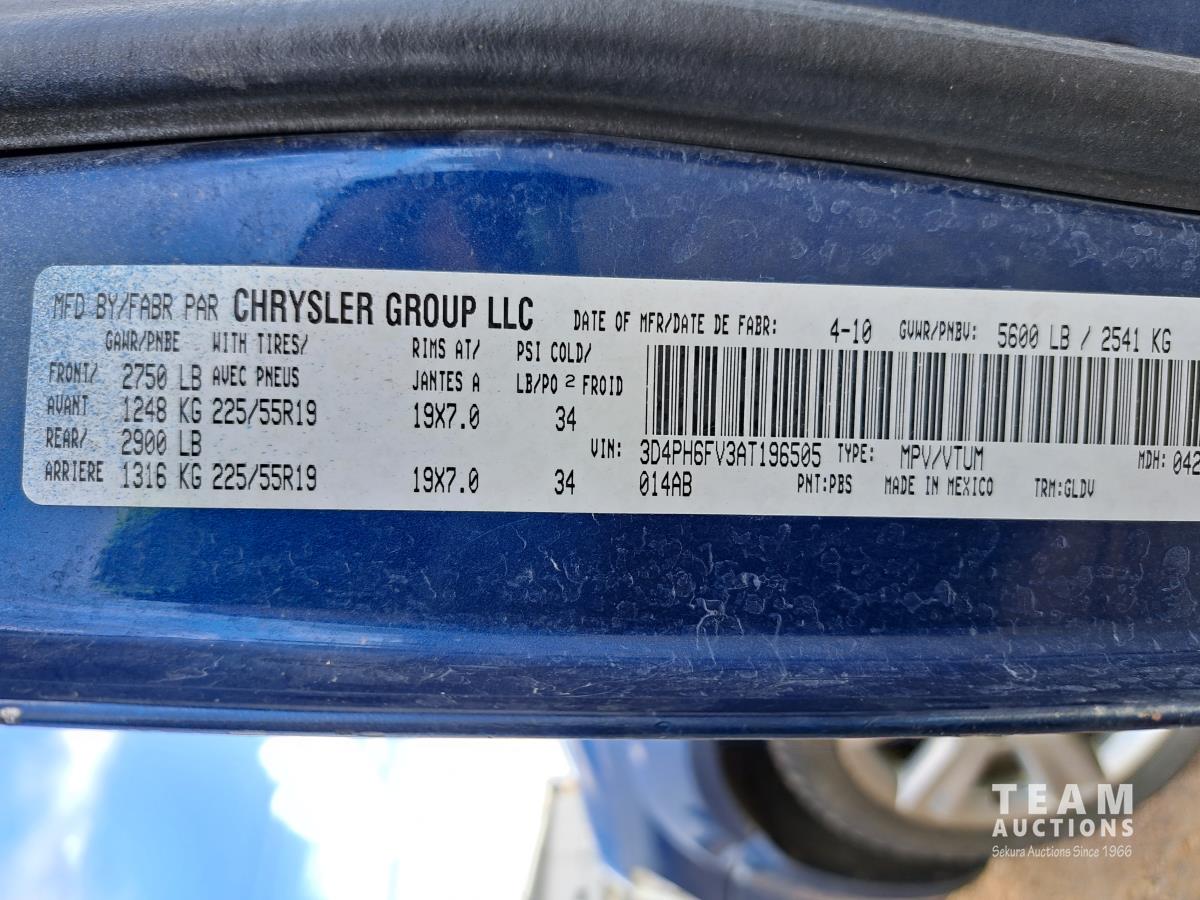 MFD BY/FABR PAR CHRYSLER GROUP LLC DATE OF MFR/DATE DE FABR: 4-10 GVWR/PNBV: 5600 LB / 2541 KG
GAWR/PNBE WITH TIRES/ RIMS AT/ PSI COLD/
FRONT/ 2750 LB AVEC PNEUS JANTES A LB/PO 2 FROID
AVANT 1248 KG 225/55R19 19X7.0 34
REAR/ 2900 LB
ARRIERE 1316 KG 225/55R19 19X7.0 34
VIN: 3D4PH6FV3AT196505 TYPE: MPV/VTUM MDH: 042
014AB PNT:PBS MADE IN MEXICO TRM:GLDV
TEAM
AUCTIONS
Sekura Auctions Since 1966